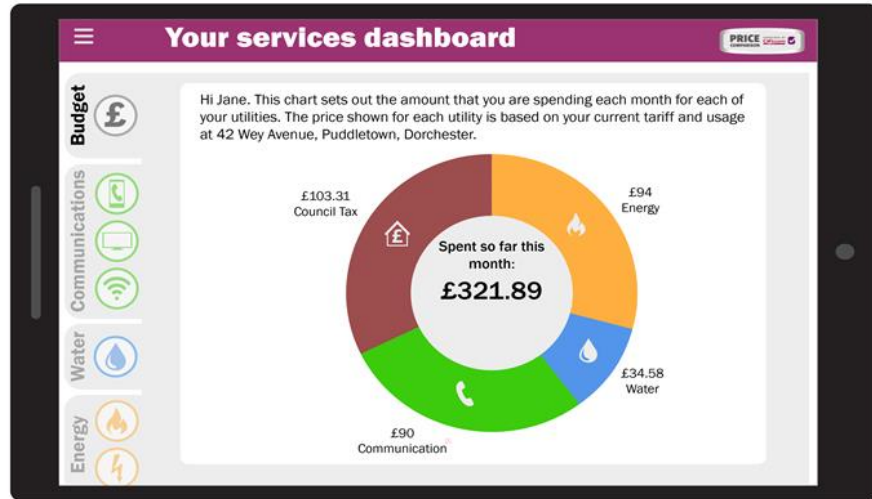 Your services dashboard
PRICE
COMPARISON
Budget
£
Communications
Water
Energy
Hi Jane. This chart sets out the amount that you are spending each month for each of
your utilities. The price shown for each utility is based on your current tariff and usage
at 42 Wey Avenue, Puddletown, Dorchester.
£103.31
Council Tax
£
£94
Energy
Spent so far this
month:
£321.89
£34.58
Water
£90
Communication